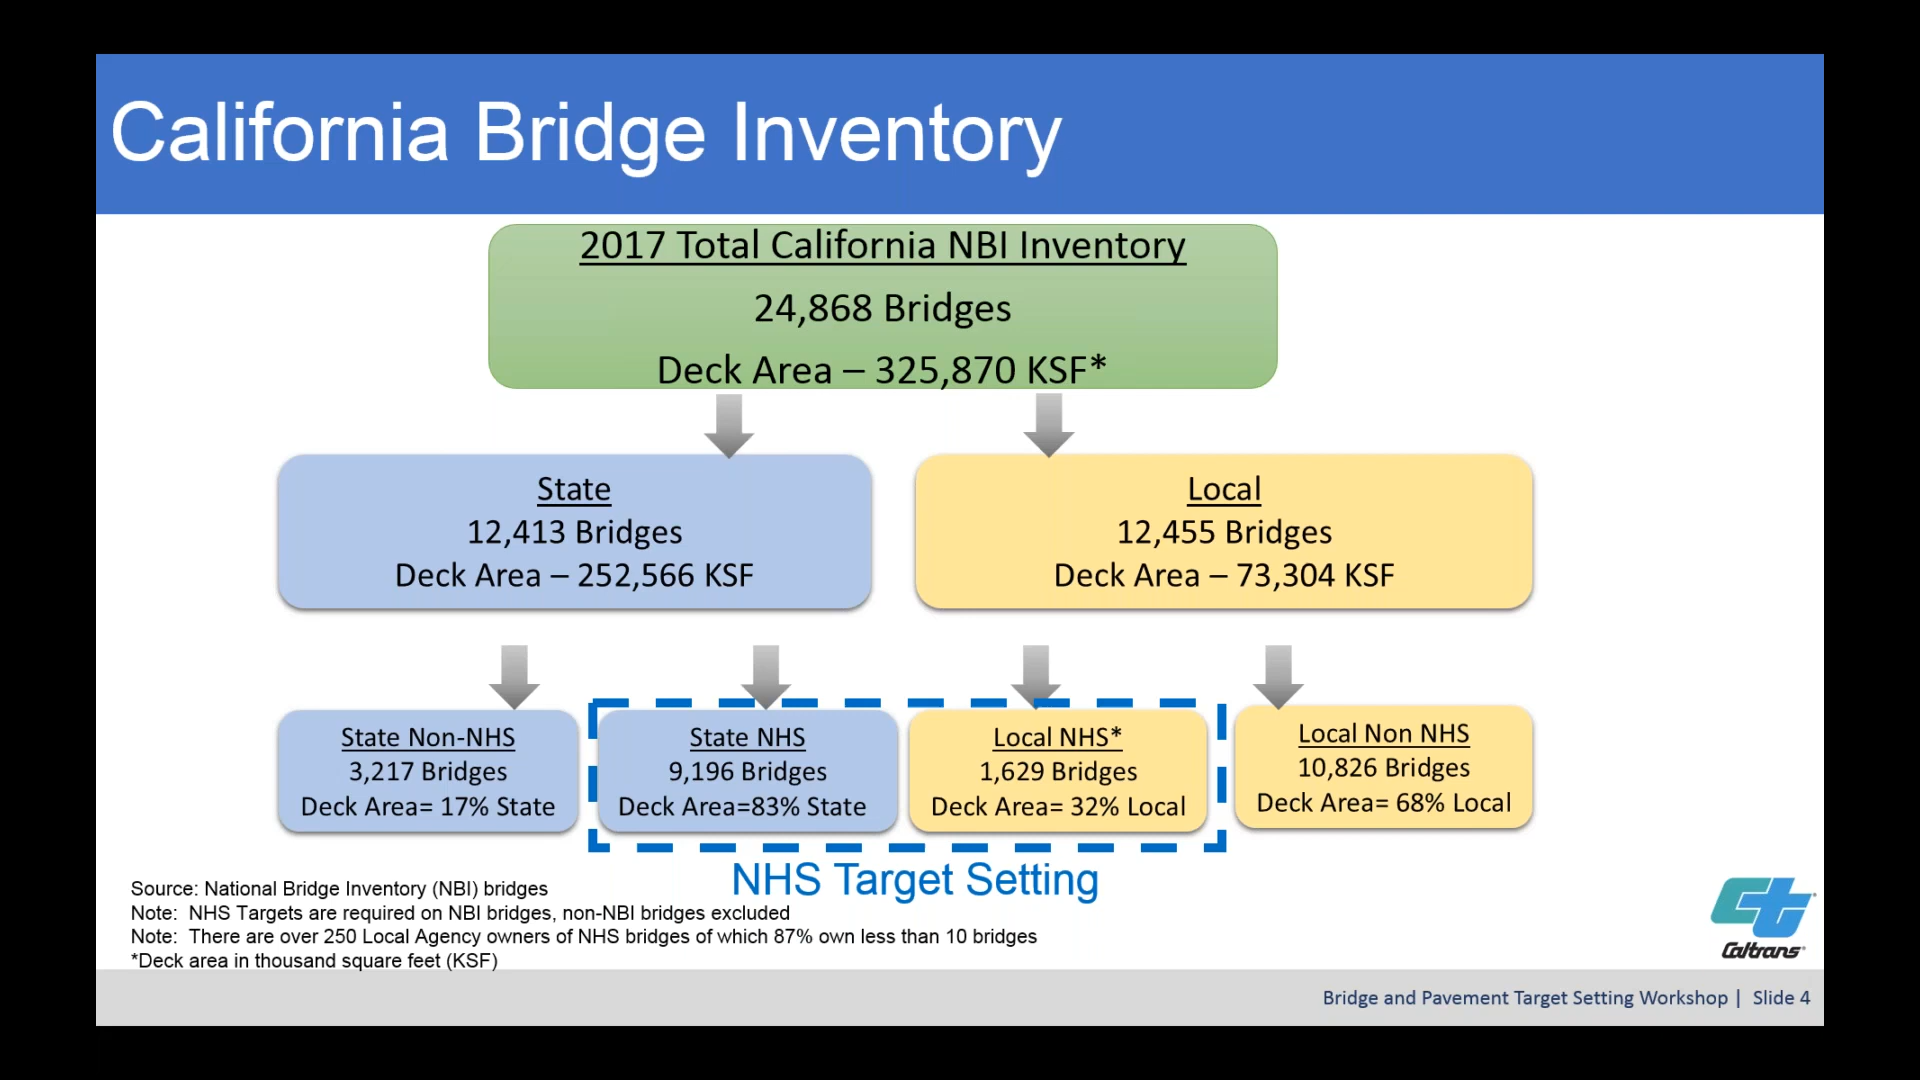 California Bridge Inventory
2017 Total California NBI Inventory
24,868 Bridges
Deck Area – 325,870 KSF*
State
12,413 Bridges
Deck Area – 252,566 KSF
Local
12,455 Bridges
Deck Area – 73,304 KSF
State Non-NHS
3,217 Bridges
Deck Area= 17% State
State NHS
9,196 Bridges
Deck Area=83% State
Local NHS*
1,629 Bridges
Deck Area= 32% Local
Local Non NHS
10,826 Bridges
Deck Area= 68% Local
NHS Target Setting
Source: National Bridge Inventory (NBI) bridges
Note: NHS Targets are required on NBI bridges, non-NBI bridges excluded
Note: There are over 250 Local Agency owners of NHS bridges of which 87% own less than 10 bridges
*Deck area in thousand square feet (KSF)
Caltrans
Bridge and Pavement Target Setting Workshop | Slide 4